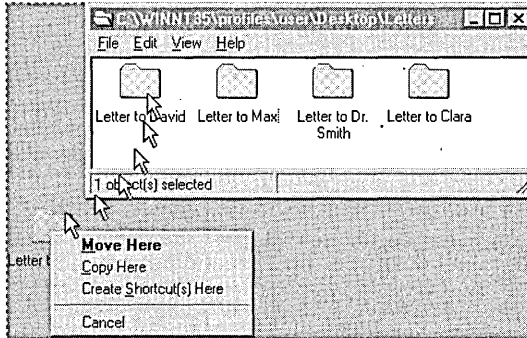 C:\WINNT35\profiles\user\Desktop\Letters
File Edit View Help
Letter to David Letter to Max Letter to Dr. Letter to Clara
Smith
1 object(s) selected
Move Here
Letter
Copy Here
Create Shortcut(s) Here
Cancel